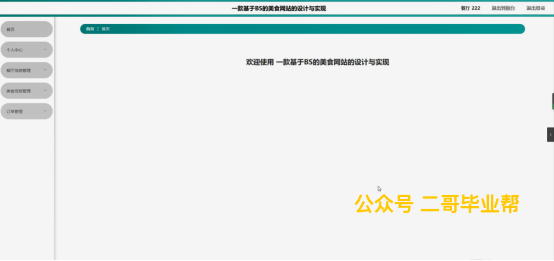 一款基于BS的美食网站的设计与实现
餐厅 222
退出到前台
退出登录
首页
首页 | 首页
个人中心
餐厅信息管理
欢迎使用 一款基于BS的美食网站的设计与实现
美食信息管理
订单管理
公众号 二哥毕业帮